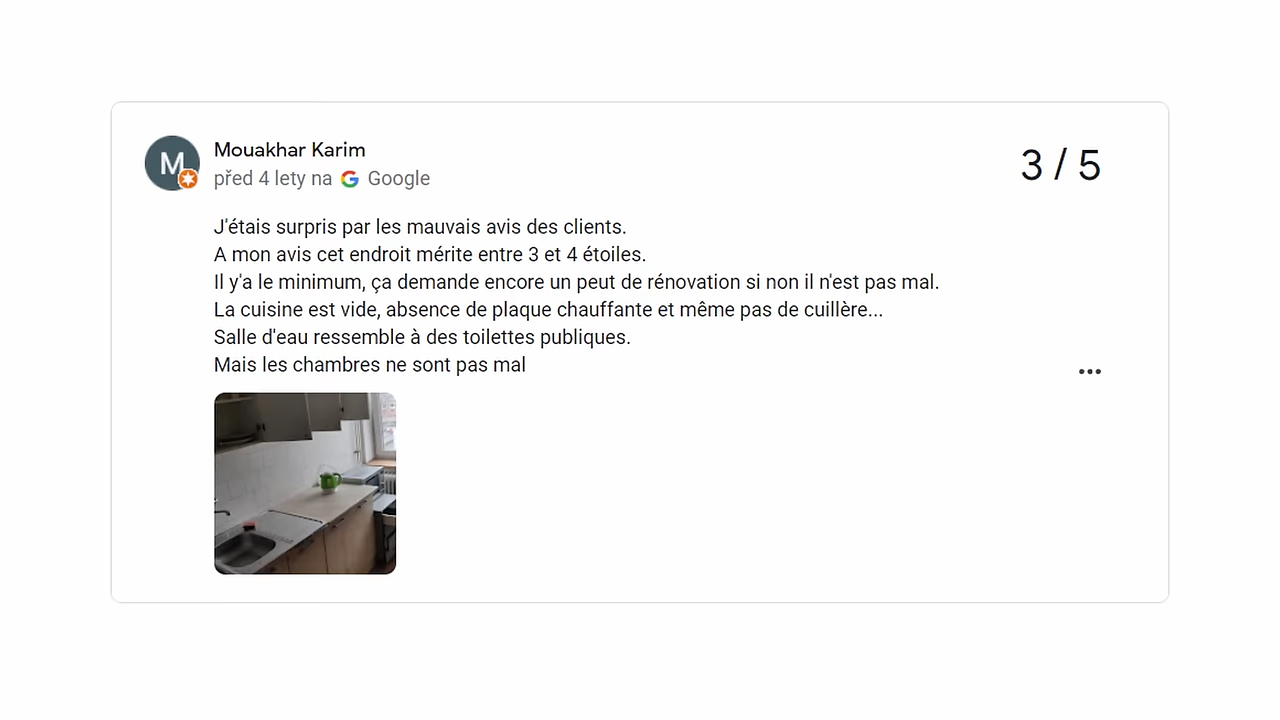 M
Mouakhar Karim
před 4 lety na Google
3 / 5
J'étais surpris par les mauvais avis des clients.
A mon avis cet endroit mérite entre 3 et 4 étoiles.
Il y'a le minimum, ça demande encore un peut de rénovation si non il n'est pas mal.
La cuisine est vide, absence de plaque chauffante et même pas de cuillère...
Salle d'eau ressemble à des toilettes publiques.
Mais les chambres ne sont pas mal